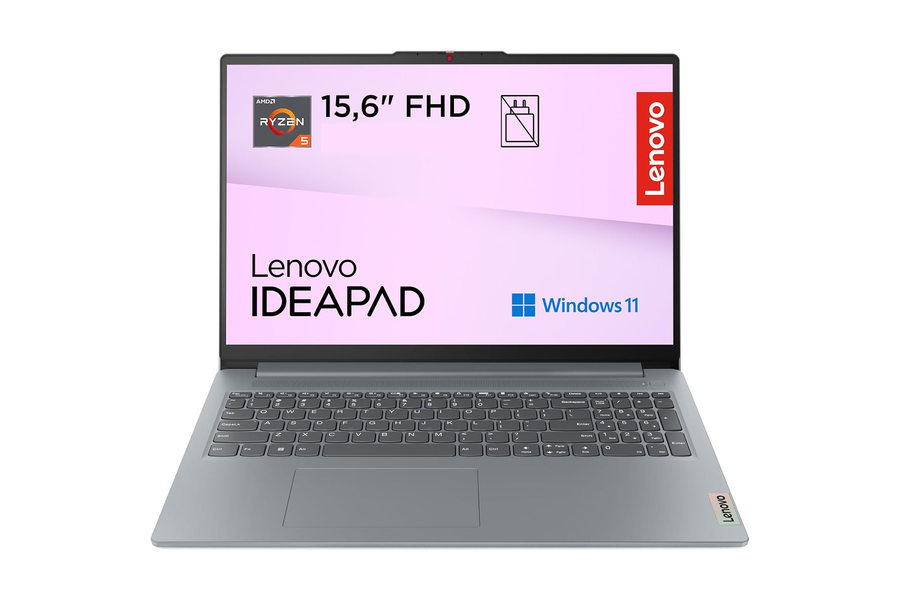 AMD
RYZEN
5
15,6" FHD
Lenovo
Lenovo
IDEAPAD
Windows 11
Q W E R T Y U I O P
A S D F G H J K L
Z X C V B N M
Lenovo